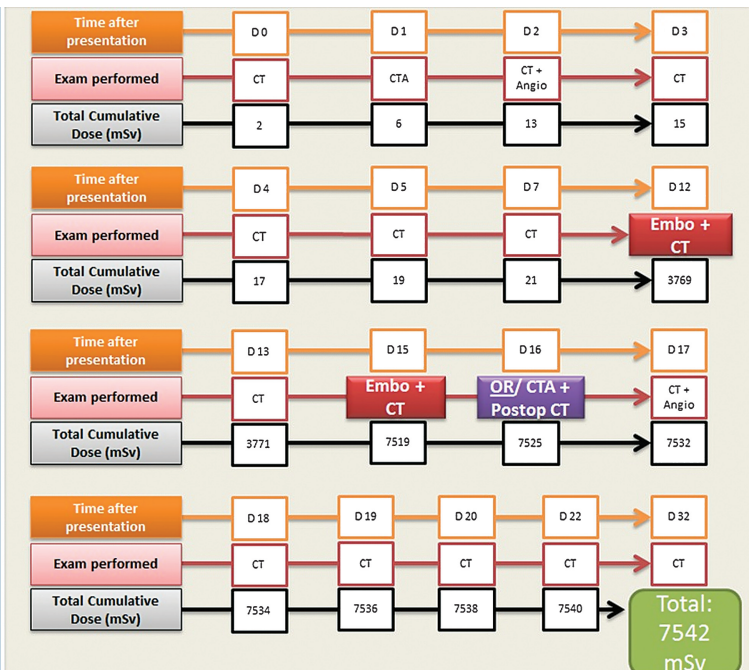 Time after
presentation
D 0
D 1
D 2
D 3
Exam performed
CT
CTA
CT +
Angio
CT
Total Cumulative
Dose (mSv)
2
6
13
15
Time after
presentation
D 4
D 5
D 7
D 12
Exam performed
CT
CT
CT
Embo +
CT
Total Cumulative
Dose (mSv)
17
19
21
3769
Time after
presentation
D 13
D 15
D 16
D 17
Exam performed
CT
Embo +
CT
OR/ CTA +
Postop CT
CT +
Angio
Total Cumulative
Dose (mSv)
3771
7519
7525
7532
Time after
presentation
D 18
D 19
D 20
D 22
D 32
Exam performed
CT
CT
CT
CT
CT
Total Cumulative
Dose (mSv)
7534
7536
7538
7540
Total:
7542
mSv